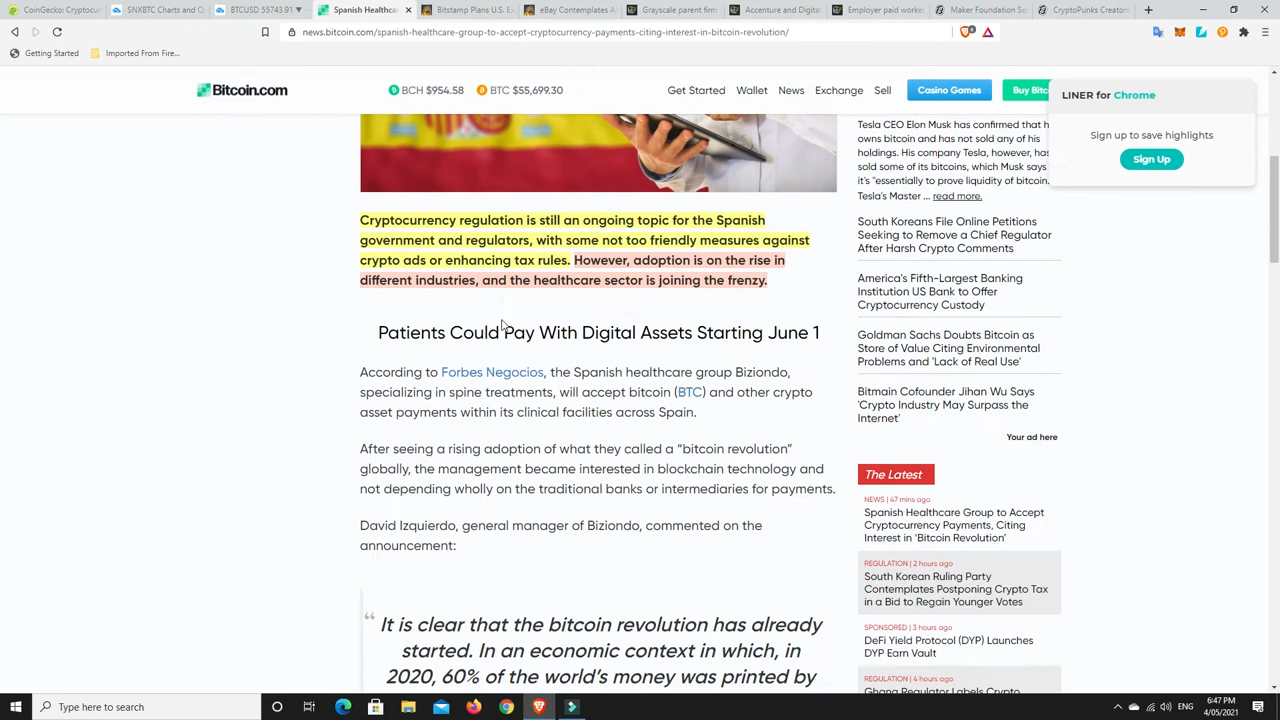 CoinGecko: Cryptocur
SNXBTC Charts and C
BTCUSD 55743.91
Spanish Healthcar
Bitstamp Plans U.S. E
eBay Contemplates A
Grayscale parent firm
Accenture and Digital
Employer paid worke
Maker Foundation Se
CryptoPunks Creators
news.bitcoin.com/spanish-healthcare-group-to-accept-cryptocurrency-payments-citing-interest-in-bitcoin-revolution/
Getting Started
Imported From Fire...
Bitcoin.com
BCH $954.58
BTC $55,699.30
Get Started
Wallet
News
Exchange
Sell
Casino Games
Buy Bitc
LINER for Chrome
Sign up to save highlights
Sign Up
Cryptocurrency regulation is still an ongoing topic for the Spanish
government and regulators, with some not too friendly measures against
crypto ads or enhancing tax rules. However, adoption is on the rise in
different industries, and the healthcare sector is joining the frenzy.
Patients Could Pay With Digital Assets Starting June 1
According to Forbes Negocios, the Spanish healthcare group Biziondo,
specializing in spine treatments, will accept bitcoin (BTC) and other crypto
asset payments within its clinical facilities across Spain.
After seeing a rising adoption of what they called a “bitcoin revolution”
globally, the management became interested in blockchain technology and
not depending wholly on the traditional banks or intermediaries for payments.
David Izquierdo, general manager of Biziondo, commented on the
announcement:
“ It is clear that the bitcoin revolution has already
started. In an economic context in which, in
2020, 60% of the world's money was printed by
Tesla CEO Elon Musk has confirmed that h
owns bitcoin and has not sold any of his
holdings. His company Tesla, however, has
sold some of its bitcoins, which Musk says
it's "essentially to prove liquidity of bitcoin.
Tesla's Master ... read more.
South Koreans File Online Petitions
Seeking to Remove a Chief Regulator
After Harsh Crypto Comments
America's Fifth-Largest Banking
Institution US Bank to Offer
Cryptocurrency Custody
Goldman Sachs Doubts Bitcoin as
Store of Value Citing Environmental
Problems and 'Lack of Real Use'
Bitmain Cofounder Jihan Wu Says
'Crypto Industry May Surpass the
Internet'
Your ad here
The Latest
NEWS | 47 mins ago
Spanish Healthcare Group to Accept
Cryptocurrency Payments, Citing
Interest in 'Bitcoin Revolution'
REGULATION | 2 hours ago
South Korean Ruling Party
Contemplates Postponing Crypto Tax
in a Bid to Regain Younger Votes
SPONSORED | 3 hours ago
DeFi Yield Protocol (DYP) Launches
DYP Earn Vault
REGULATION | 4 hours ago
Ghana Regulator Labels Crypto
Type here to search
ENG
6:47 PM
4/05/2021